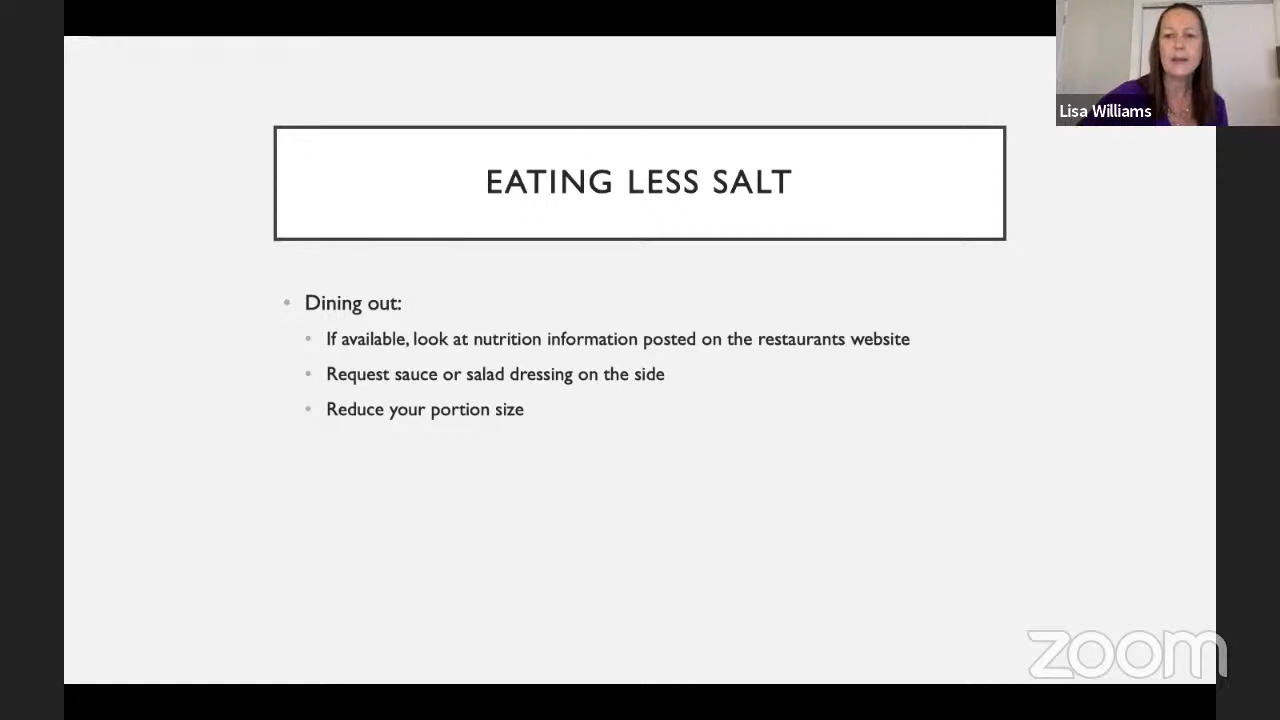 Lisa Williams
EATING LESS SALT
Dining out:
If available, look at nutrition information posted on the restaurants website
Request sauce or salad dressing on the side
Reduce your portion size
zoom